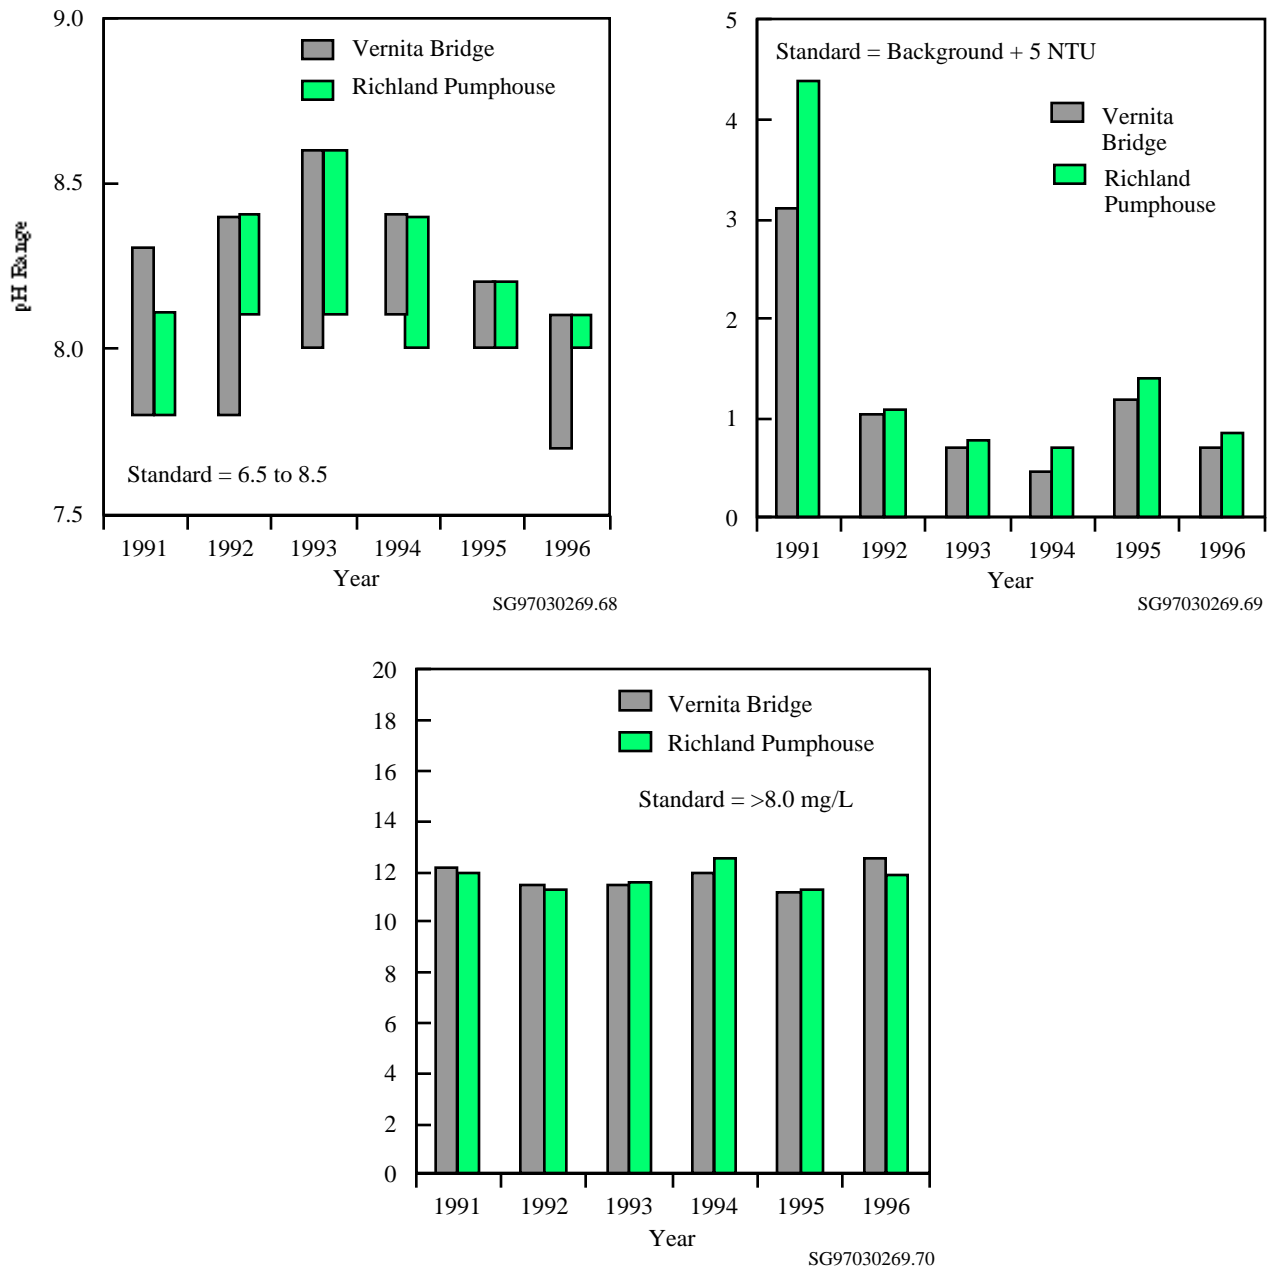 9.0
Vernita Bridge
Richland Pumphouse
8.5
pH Range
8.0
Standard = 6.5 to 8.5
7.5
1991 1992 1993 1994 1995 1996
Year
SG97030269.68
5
Standard = Background + 5 NTU
4
Vernita
Bridge
Richland
Pumphouse
3
2
1
0
1991 1992 1993 1994 1995 1996
Year
SG97030269.69
20
Vernita Bridge
18
Richland Pumphouse
16
Standard = >8.0 mg/L
14
12
10
8
6
4
2
0
1991 1992 1993 1994 1995 1996
Year
SG97030269.70